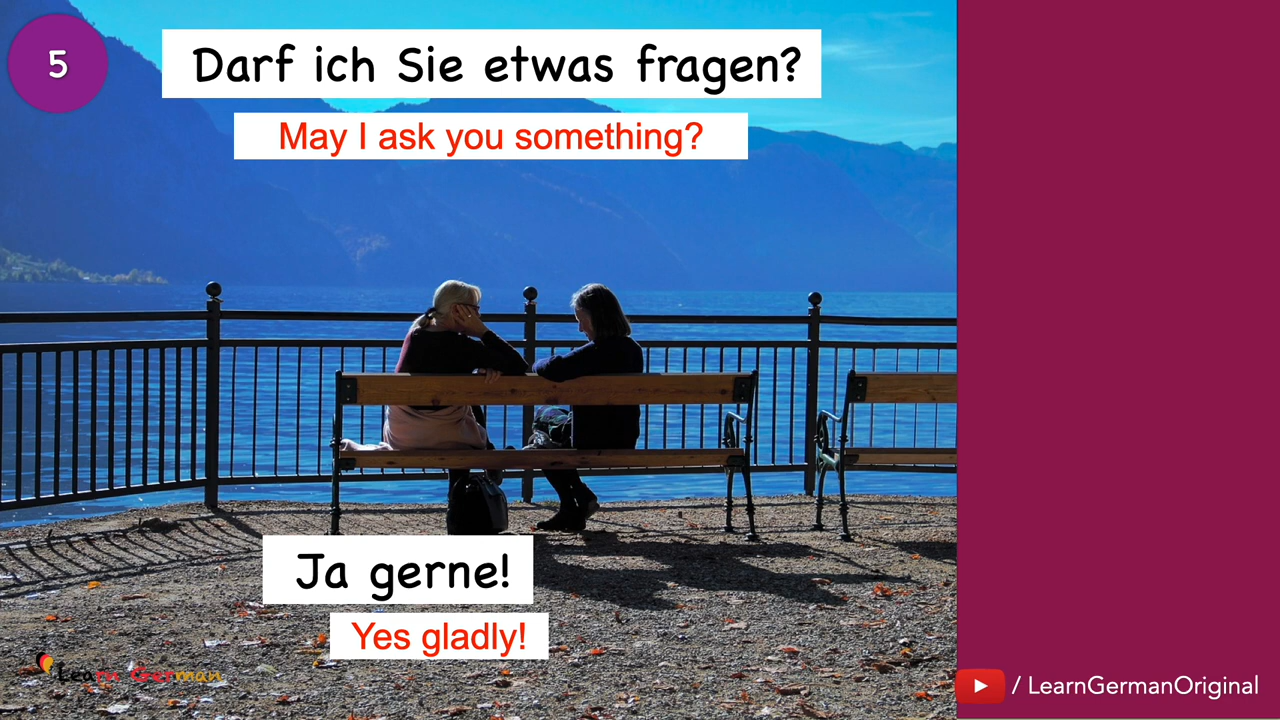 5
Darf ich Sie etwas fragen?
May I ask you something?
Ja gerne!
Yes gladly!
Learn German
/ LearnGermanOriginal